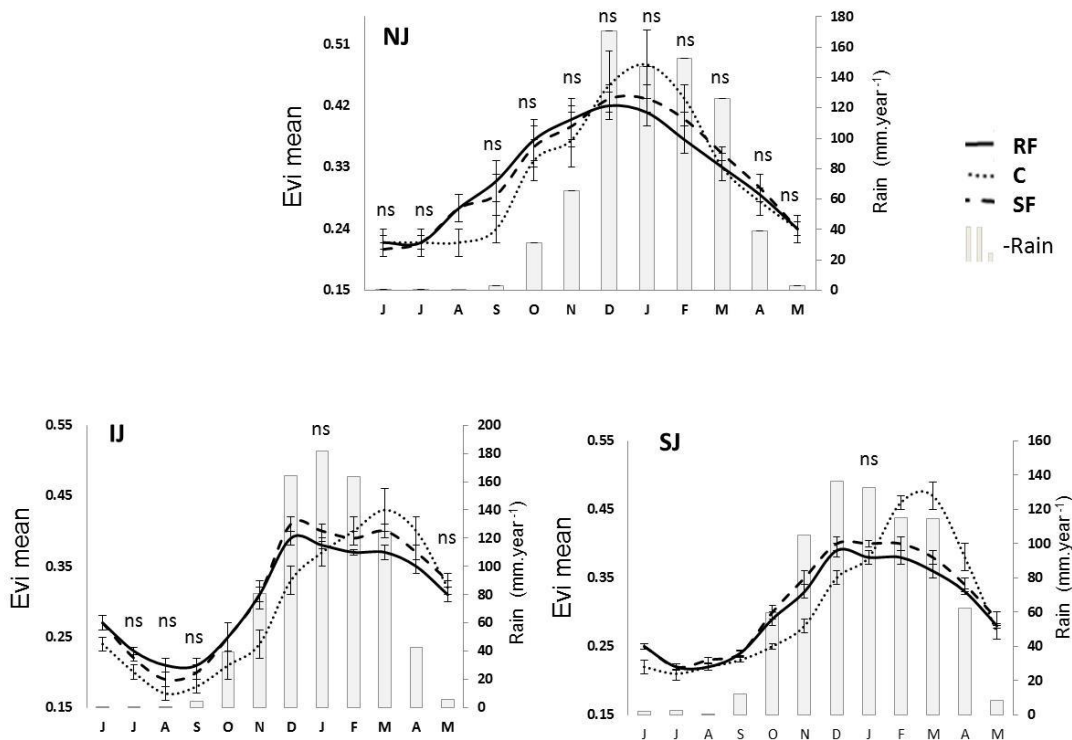 NJ
Evi mean
0.51
0.42
0.33
0.24
0.15
ns ns ns ns ns ns ns ns ns ns ns
180
160
140
120
100
80
60
40
20
0
Rain (mm.year⁻¹)
J J A S O N D J F M A M
RF
C
SF
-Rain
IJ
Evi mean
0.55
0.45
0.35
0.25
0.15
ns ns ns ns ns
200
180
160
140
120
100
80
60
40
20
0
Rain (mm.year⁻¹)
J J A S O N D J F M A M
SJ
Evi mean
0.55
0.45
0.35
0.25
0.15
ns
160
140
120
100
80
60
40
20
0
Rain (mm.year⁻¹)
J J A S O N D J F M A M